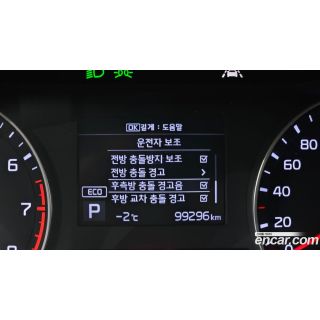 OK 길게 : 도움말
운전자 보조
전방 충돌방지 보조
전방 충돌 경고
후측방 충돌 경고음
후방 교차 충돌 경고
ECO
P
-2°c
99296km
6
7
8
80
40
20
0
encar.com